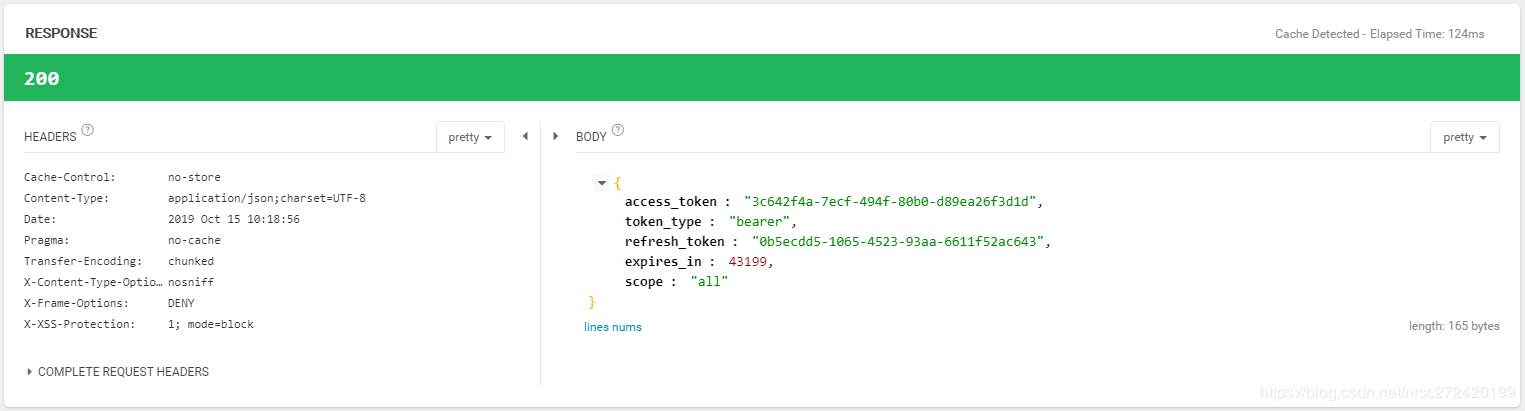 RESPONSE
Cache Detected - Elapsed Time: 124ms
200
HEADERS ?
pretty
BODY ?
pretty
Cache-Control: no-store
Content-Type: application/json;charset=UTF-8
Date: 2019 Oct 15 10:18:56
Pragma: no-cache
Transfer-Encoding: chunked
X-Content-Type-Optio… nosniff
X-Frame-Options: DENY
X-XSS-Protection: 1; mode=block
COMPLETE REQUEST HEADERS
{
access_token : "3c642f4a-7ecf-494f-80b0-d89ea26f3d1d",
token_type : "bearer",
refresh_token : "0b5ecdd5-1065-4523-93aa-6611f52ac643",
expires_in : 43199,
scope : "all"
}
lines nums
length: 165 bytes
https://blog.csdn.net/nrsc272420199